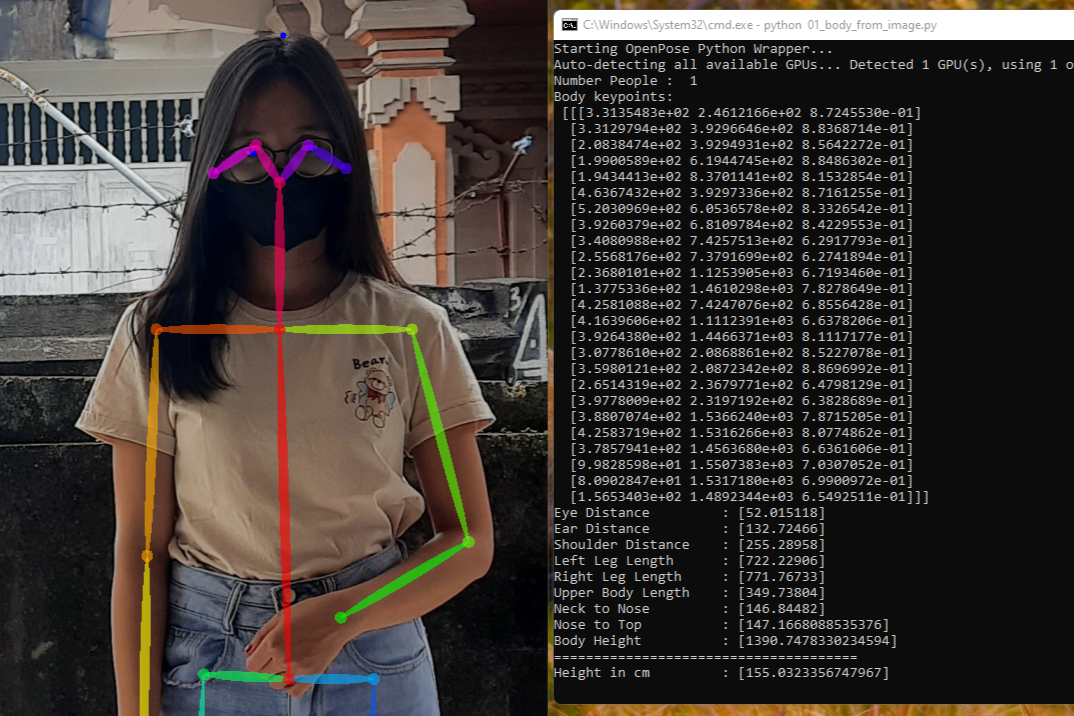 Bear
3/4
C:\Windows\System32\cmd.exe - python 01_body_from_image.py
Starting OpenPose Python Wrapper...
Auto-detecting all available GPUs... Detected 1 GPU(s), using 1 o
Number People : 1
Body keypoints:
[[[3.3135483e+02 2.4612166e+02 8.7245530e-01]
[3.3129794e+02 3.9296646e+02 8.8368714e-01]
[2.0838474e+02 3.9294931e+02 8.5642272e-01]
[1.9900589e+02 6.1944745e+02 8.8486302e-01]
[1.9434413e+02 8.3701141e+02 8.1532854e-01]
[4.6367432e+02 3.9297336e+02 8.7161255e-01]
[5.2030969e+02 6.0536578e+02 8.3326542e-01]
[3.9260379e+02 6.8109784e+02 8.4229553e-01]
[3.4080988e+02 7.4257513e+02 6.2917793e-01]
[2.5568176e+02 7.3791699e+02 6.2741894e-01]
[2.3680101e+02 1.1253905e+03 6.7193460e-01]
[1.3775336e+02 1.4610298e+03 7.8278649e-01]
[4.2581088e+02 7.4247076e+02 6.8556428e-01]
[4.1639606e+02 1.1112391e+03 6.6378206e-01]
[3.9264380e+02 1.4466371e+03 8.1117177e-01]
[3.0778610e+02 2.0868861e+02 8.5227078e-01]
[3.5980121e+02 2.0872342e+02 8.8696992e-01]
[2.6514319e+02 2.3679771e+02 6.4798129e-01]
[3.9778009e+02 2.3197192e+02 6.3828689e-01]
[3.8807074e+02 1.5366240e+03 7.8715205e-01]
[4.2583719e+02 1.5316266e+03 8.0774862e-01]
[3.7857941e+02 1.4563680e+03 6.6361606e-01]
[9.9828598e+01 1.5507383e+03 7.0307052e-01]
[8.0902847e+01 1.5317180e+03 6.9900972e-01]
[1.5653403e+02 1.4892344e+03 6.5492511e-01]]]
Eye Distance : [52.015118]
Ear Distance : [132.72466]
Shoulder Distance : [255.28958]
Left Leg Length : [722.22906]
Right Leg Length : [771.76733]
Upper Body Length : [349.73804]
Neck to Nose : [146.84482]
Nose to Top : [147.1668088535376]
Body Height : [1390.7478330234594]
======================================
Height in cm : [155.0323356747967]